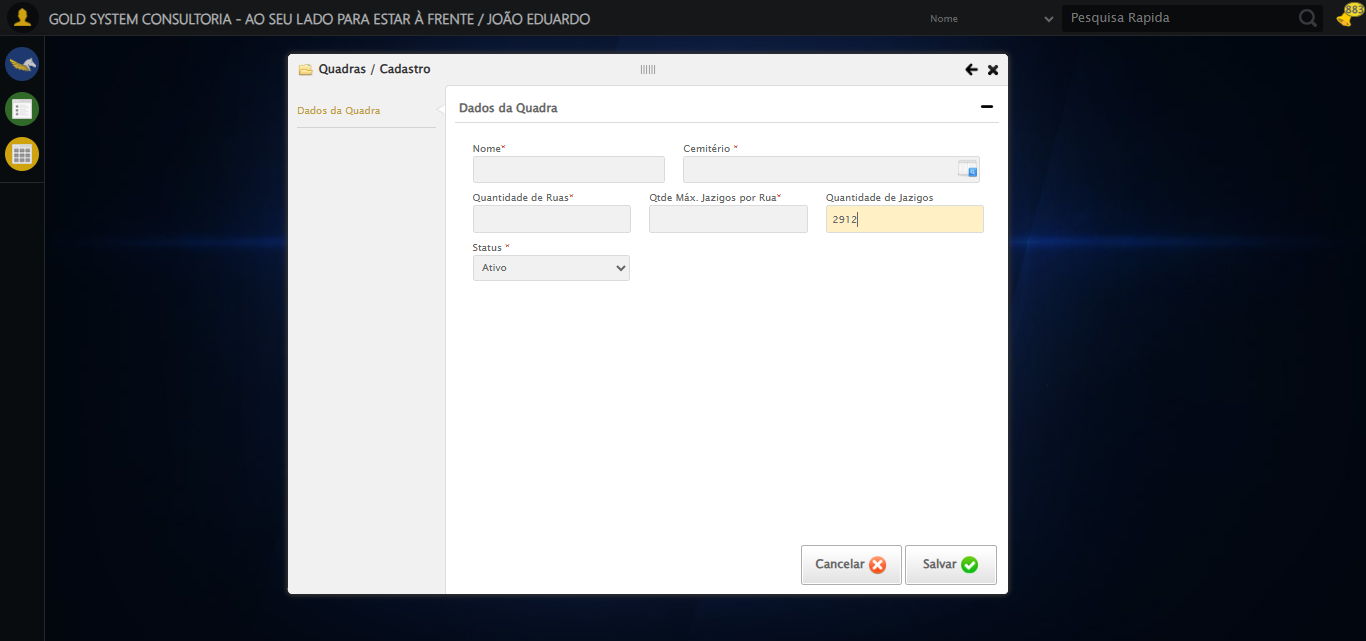 GOLD SYSTEM CONSULTORIA - AO SEU LADO PARA ESTAR À FRENTE / JOÃO EDUARDO
Nome
Pesquisa Rapida
883
Quadras / Cadastro
Dados da Quadra
Dados da Quadra
Nome*
Cemitério *
Quantidade de Ruas*
Qtde Máx. Jazigos por Rua*
Quantidade de Jazigos
2912
Status *
Ativo
Cancelar
Salvar